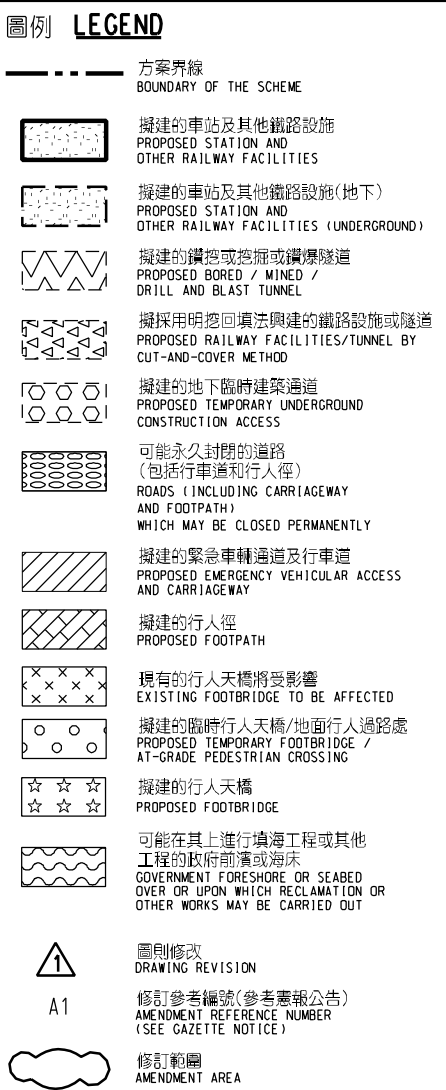 圖例 LEGEND
方案界線
BOUNDARY OF THE SCHEME
擬建的車站及其他鐵路設施
PROPOSED STATION AND
OTHER RAILWAY FACILITIES
擬建的車站及其他鐵路設施(地下)
PROPOSED STATION AND
OTHER RAILWAY FACILITIES (UNDERGROUND)
擬建的鑽挖或挖掘或鑽爆隧道
PROPOSED BORED / MINED /
DRILL AND BLAST TUNNEL
擬採用明挖回填法興建的鐵路設施或隧道
PROPOSED RAILWAY FACILITIES/TUNNEL BY
CUT-AND-COVER METHOD
擬建的地下臨時建築通道
PROPOSED TEMPORARY UNDERGROUND
CONSTRUCTION ACCESS
可能永久封閉的道路
(包括行車道和行人徑)
ROADS (INCLUDING CARRIAGEWAY
AND FOOTPATH)
WHICH MAY BE CLOSED PERMANENTLY
擬建的緊急車輛通道及行車道
PROPOSED EMERGENCY VEHICULAR ACCESS
AND CARRIAGEWAY
擬建的行人徑
PROPOSED FOOTPATH
現有的行人天橋將受影響
EXISTING FOOTBRIDGE TO BE AFFECTED
擬建的臨時行人天橋/地面行人過路處
PROPOSED TEMPORARY FOOTBRIDGE /
AT-GRADE PEDESTRIAN CROSSING
擬建的行人天橋
PROPOSED FOOTBRIDGE
可能在其上進行填海工程或其他
工程的政府前濱或海床
GOVERNMENT FORESHORE OR SEABED
OVER OR UPON WHICH RECLAMATION OR
OTHER WORKS MAY BE CARRIED OUT
1
圖則修改
DRAWING REVISION
A1
修訂參考編號(參考憲報公告)
AMENDMENT REFERENCE NUMBER
(SEE GAZETTE NOTICE)
修訂範圍
AMENDMENT AREA